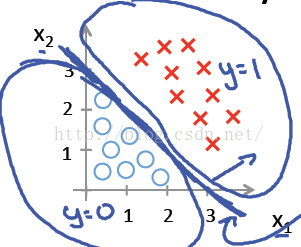 x₂
3
y=1
2
http://blog.csdn.net/
1
y=0
1 2 3
x₁